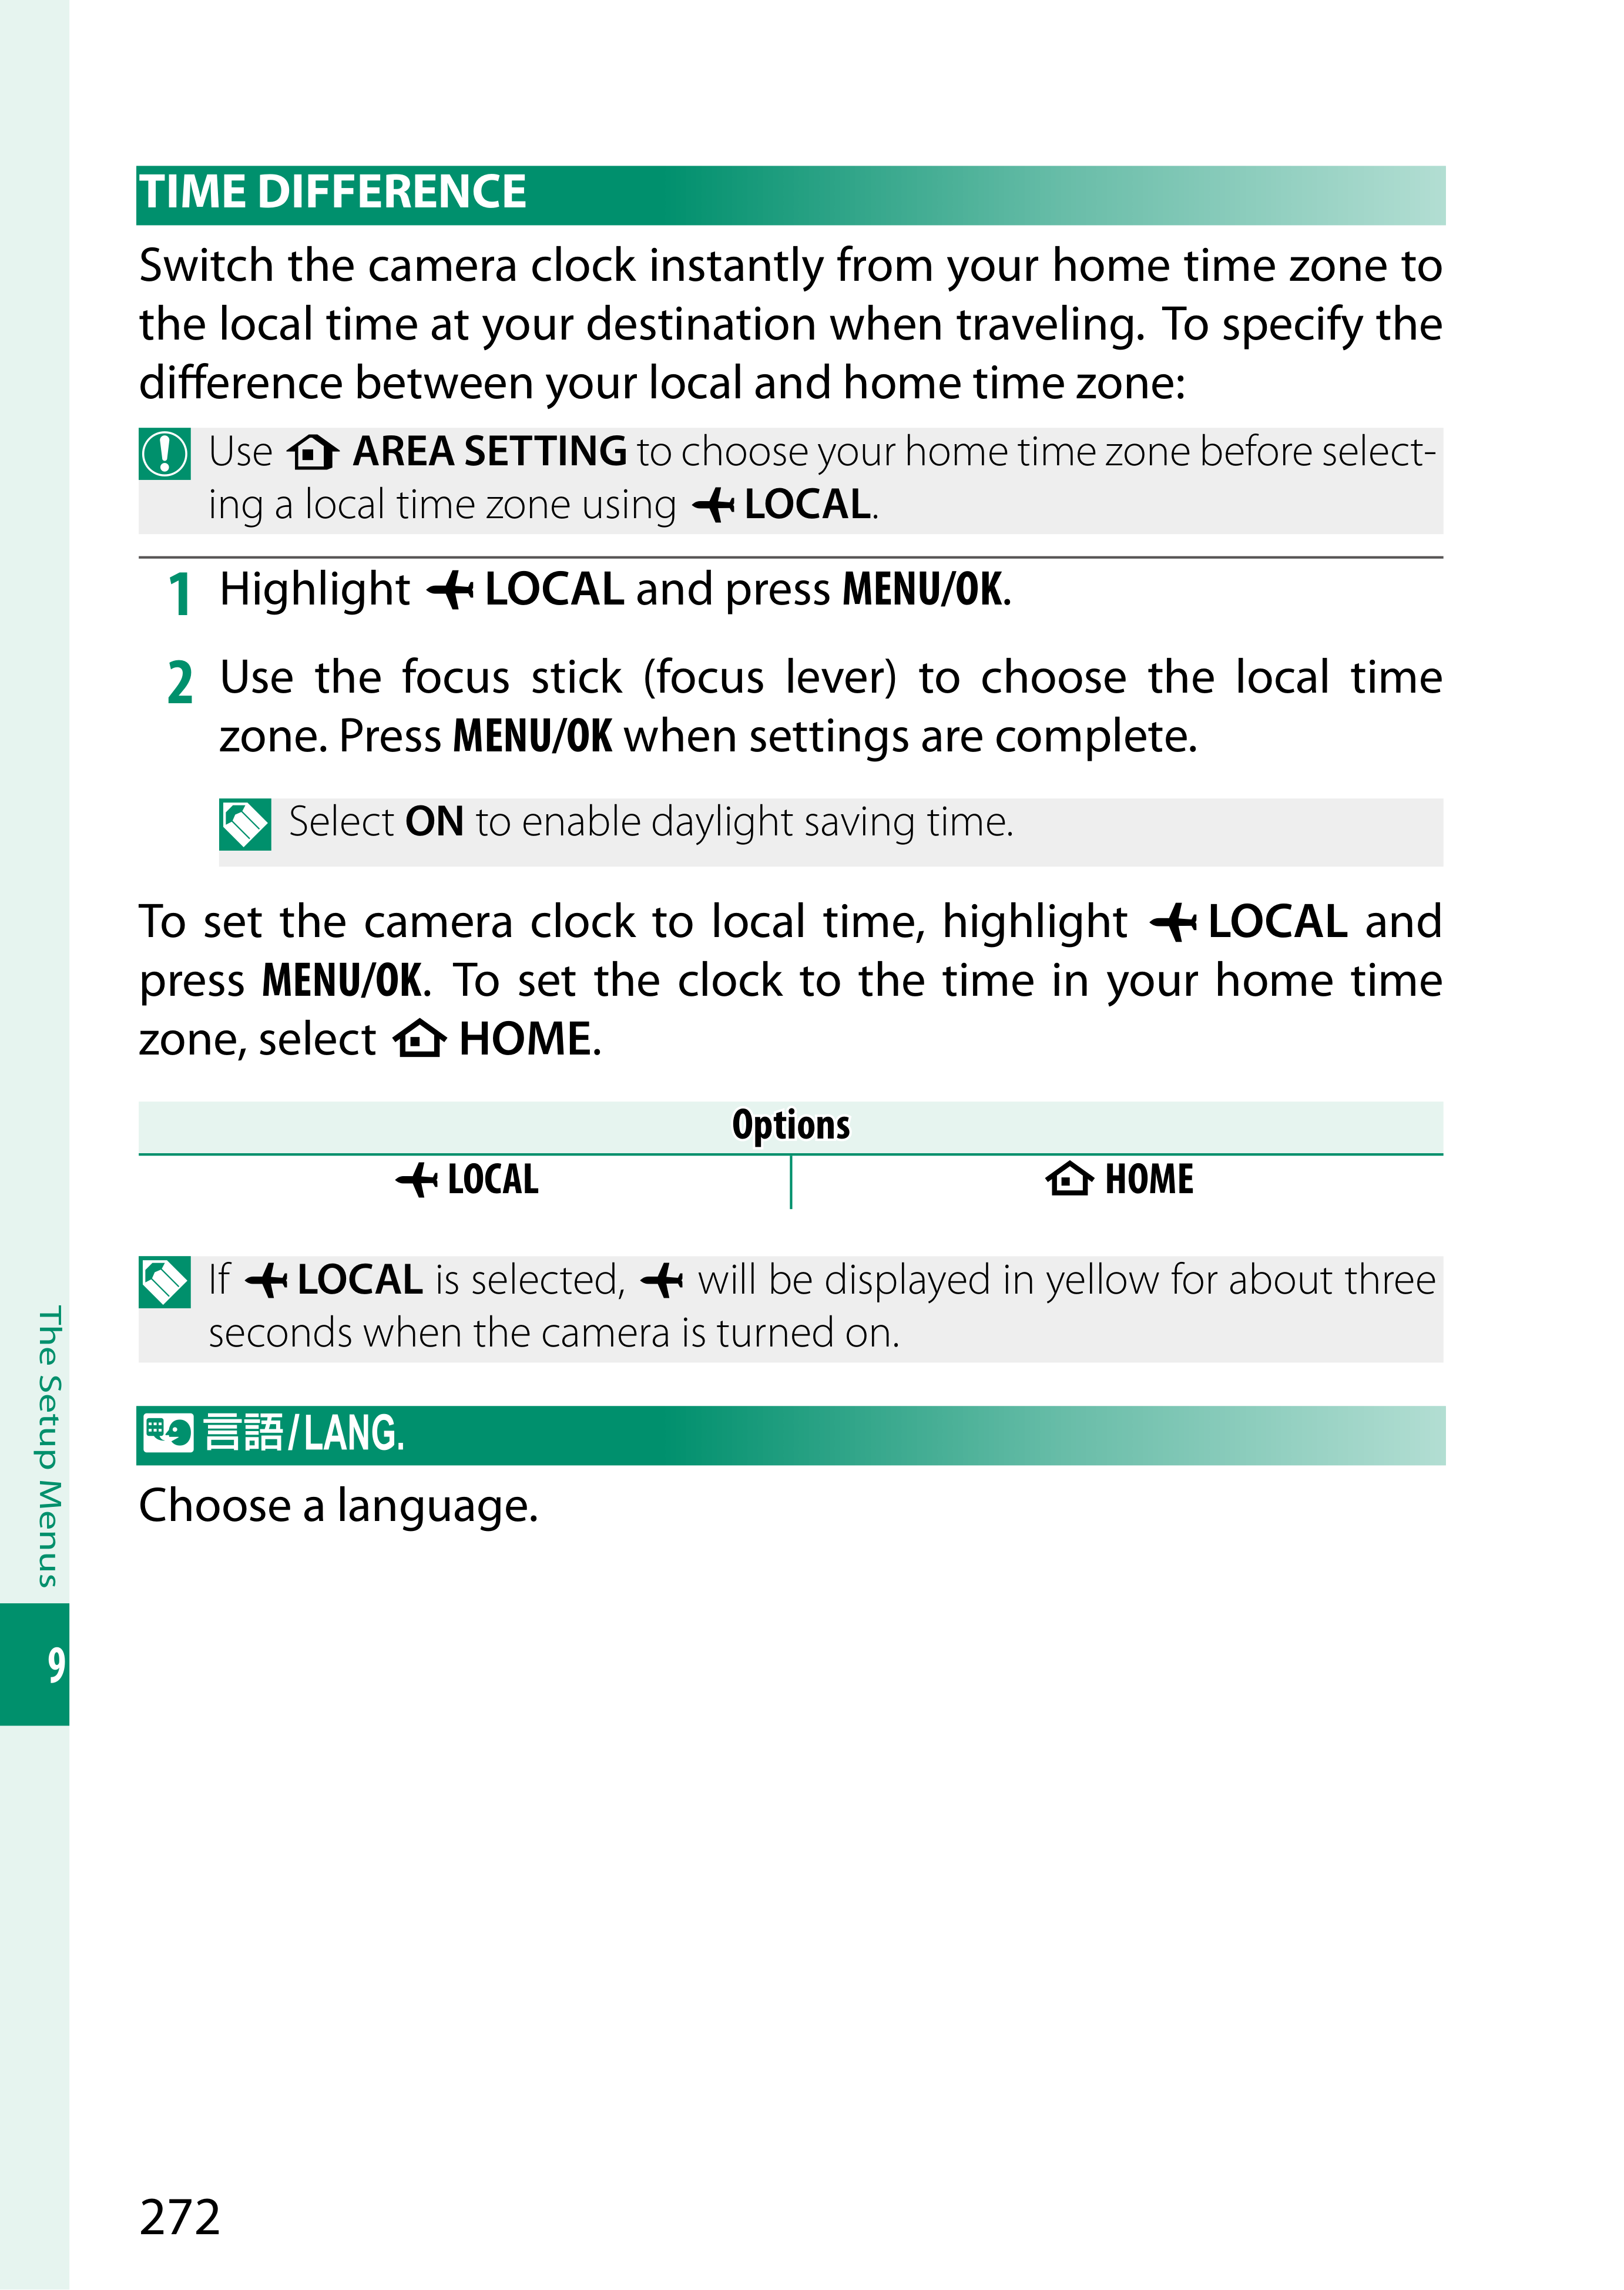 TIME DIFFERENCE
Switch the camera clock instantly from your home time zone to
the local time at your destination when traveling. To specify the
difference between your local and home time zone:
Use AREA SETTING to choose your home time zone before select-
ing a local time zone using LOCAL.
1 Highlight LOCAL and press MENU/OK.
2 Use the focus stick (focus lever) to choose the local time
zone. Press MENU/OK when settings are complete.
Select ON to enable daylight saving time.
To set the camera clock to local time, highlight LOCAL and
press MENU/OK. To set the clock to the time in your home time
zone, select HOME.
Options
LOCAL HOME
If LOCAL is selected, will be displayed in yellow for about three
seconds when the camera is turned on.
言語/LANG.
Choose a language.
The Setup Menus
9
272